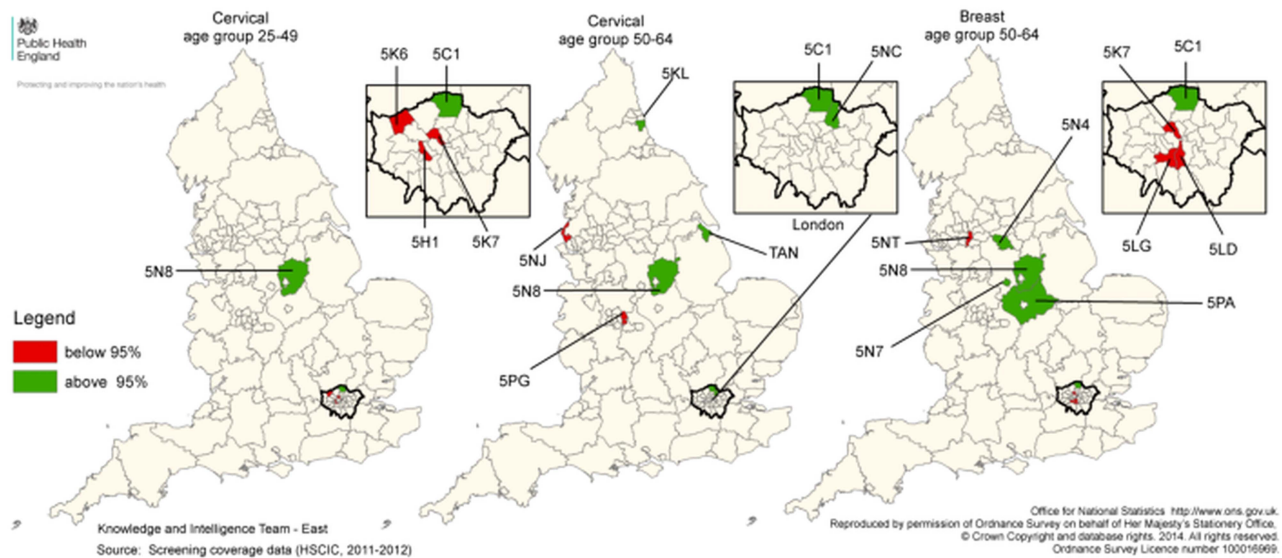 Public Health
England
Protecting and improving the nation's health
Cervical
age group 25-49
5K6
5C1
5H1
5K7
5N8
Cervical
age group 50-64
5KL
5C1
5NC
London
5NJ
TAN
5N8
5PG
Breast
age group 50-64
5K7
5C1
5N4
5NT
5LG
5LD
5N8
5PA
5N7
Legend
below 95%
above 95%
Knowledge and Intelligence Team - East
Source: Screening coverage data (HSCIC, 2011-2012)
Office for National Statistics http://www.ons.gov.uk.
Reproduced by permission of Ordnance Survey on behalf of Her Majesty's Stationery Office,
© Crown Copyright and database rights. 2014. All rights reserved.
Ordnance Survey Licence number 100016969.